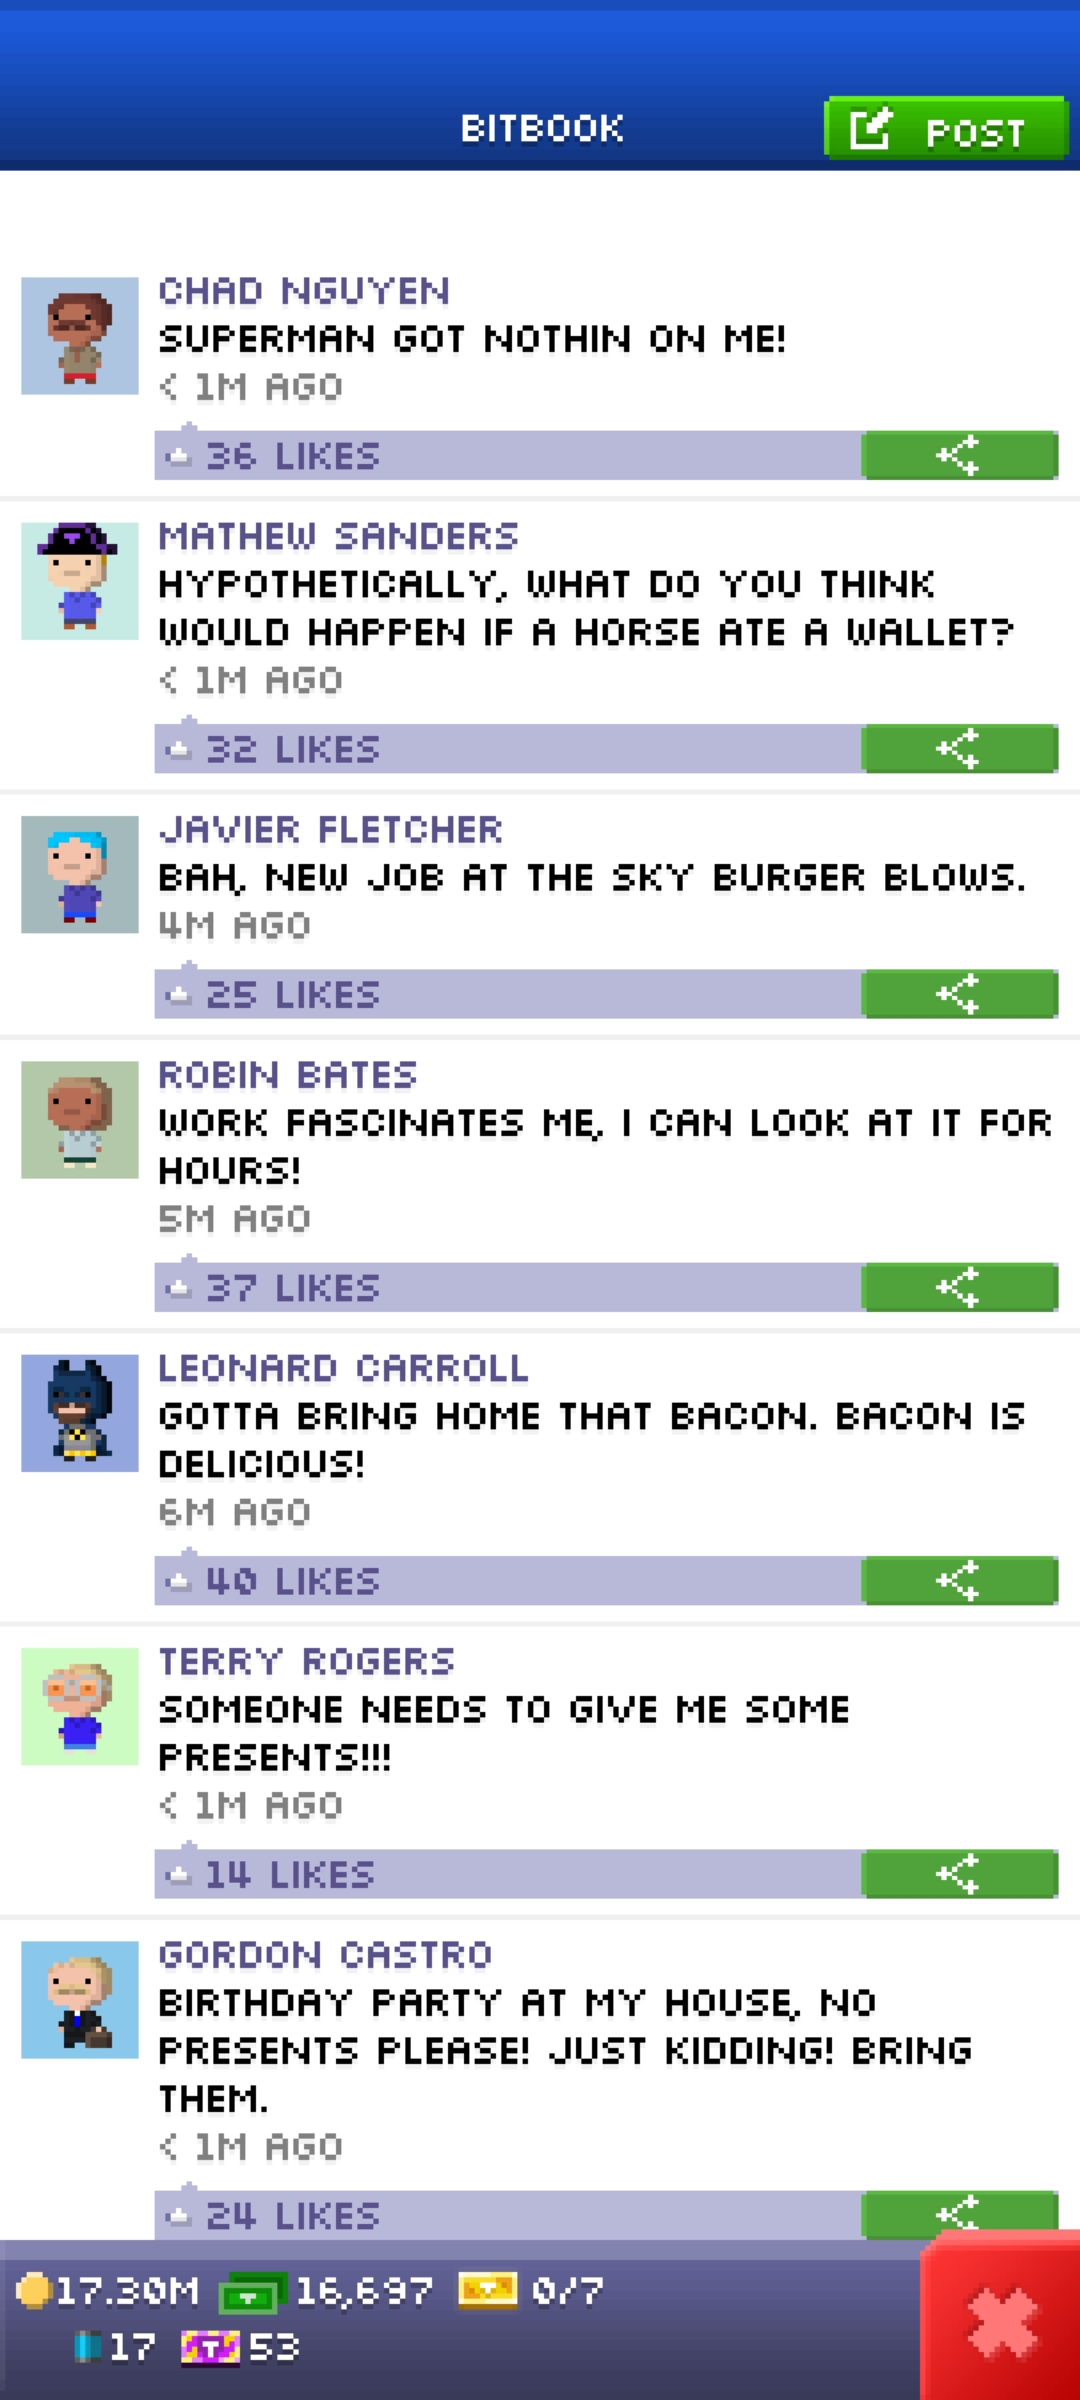 BITBOOK
POST
CHAD NGUYEN
SUPERMAN GOT NOTHIN ON ME!
< 1M AGO
36 LIKES
MATHEW SANDERS
HYPOTHETICALLY, WHAT DO YOU THINK
WOULD HAPPEN IF A HORSE ATE A WALLET?
< 1M AGO
32 LIKES
JAVIER FLETCHER
BAH, NEW JOB AT THE SKY BURGER BLOWS.
4M AGO
25 LIKES
ROBIN BATES
WORK FASCINATES ME, I CAN LOOK AT IT FOR
HOURS!
5M AGO
37 LIKES
LEONARD CARROLL
GOTTA BRING HOME THAT BACON. BACON IS
DELICIOUS!
6M AGO
40 LIKES
TERRY ROGERS
SOMEONE NEEDS TO GIVE ME SOME
PRESENTS!!!
< 1M AGO
14 LIKES
GORDON CASTRO
BIRTHDAY PARTY AT MY HOUSE, NO
PRESENTS PLEASE! JUST KIDDING! BRING
THEM.
< 1M AGO
24 LIKES
17.30M 16,697 0/7
17 T 53